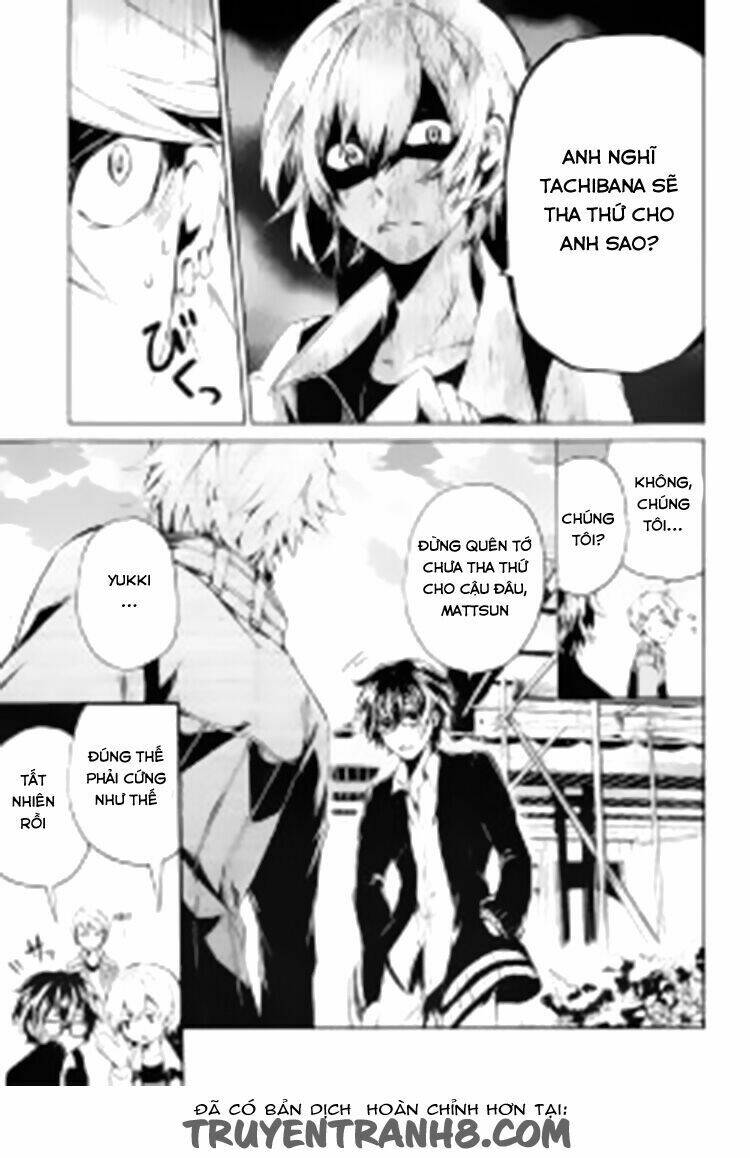 ANH NGHĨ
TACHIBANA SẼ
THA THỨ CHO
ANH SAO?
びくっ
KHÔNG,
CHÚNG
TÔI...
CHÚNG
TÔI?
ĐỪNG QUÊN TỚ
CHƯA THA THỨ
CHO CẬU ĐÂU,
MATTSUN
YUKKI
...
ĐÚNG THẾ
PHẢI CỨNG
NHƯ THẾ
TẤT
NHIÊN
RỒI
ĐÃ CÓ BẢN DỊCH HOÀN CHỈNH HƠN TẠI:
TRUYENTRANH8.COM